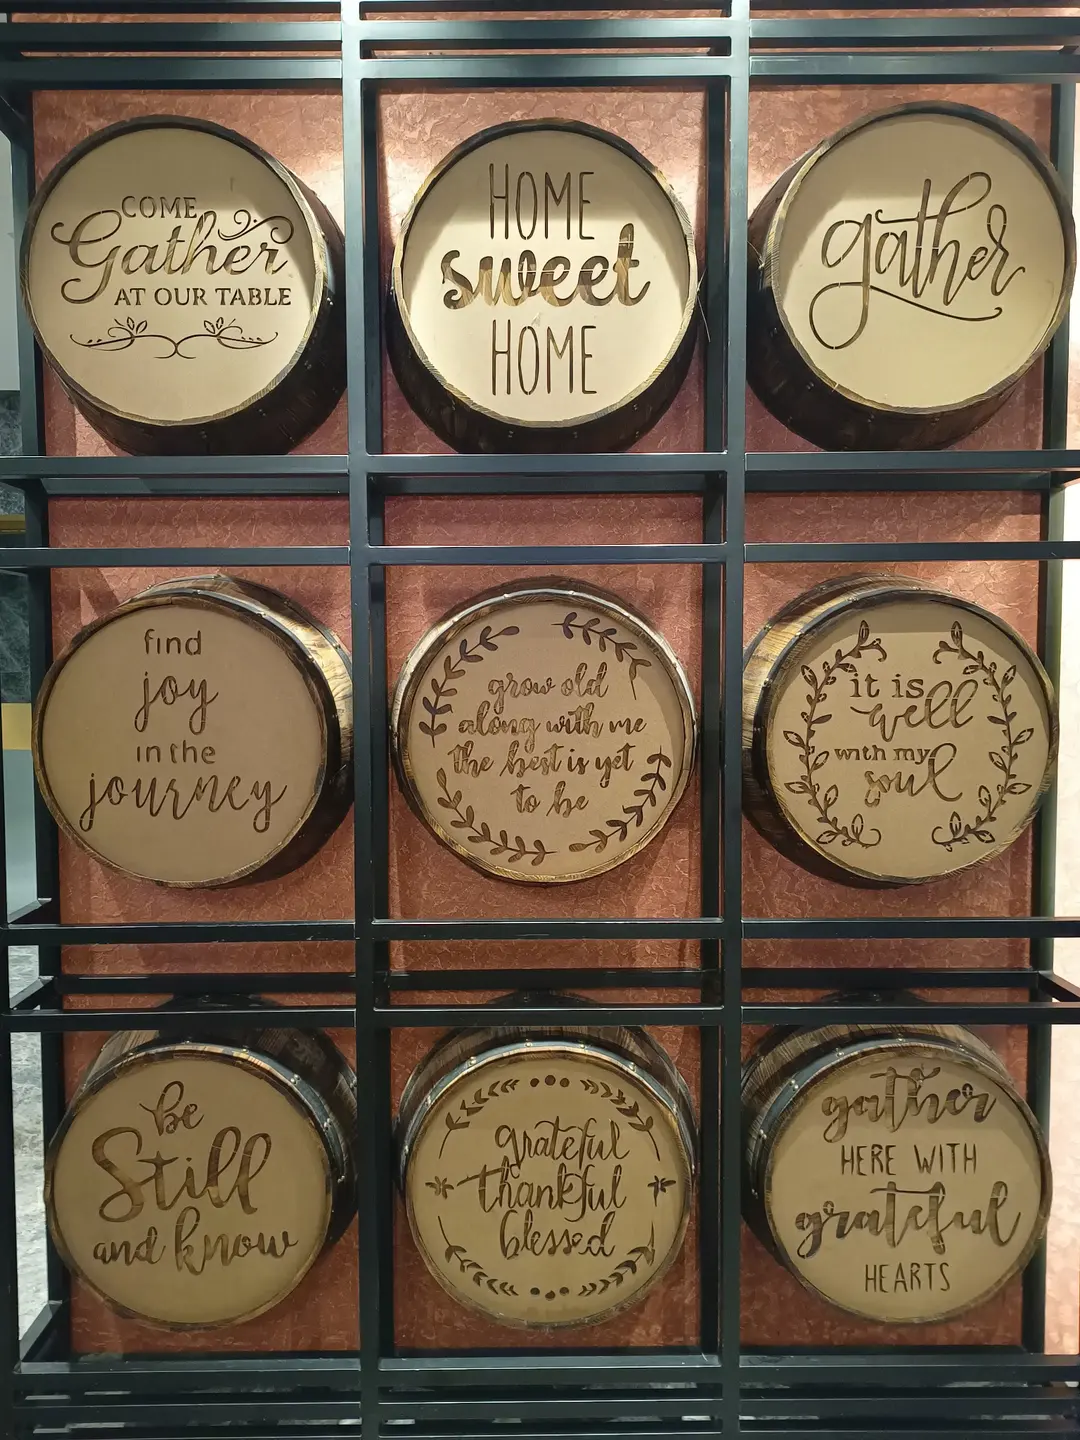 COME
Gather
AT OUR TABLE
HOME
sweet
HOME
gather
find
joy
in the
journey
grow old
along with me
the best is yet
to be
it is
well
with my
soul
be
Still
and know
grateful
thankful
blessed
gather
HERE WITH
grateful
HEARTS